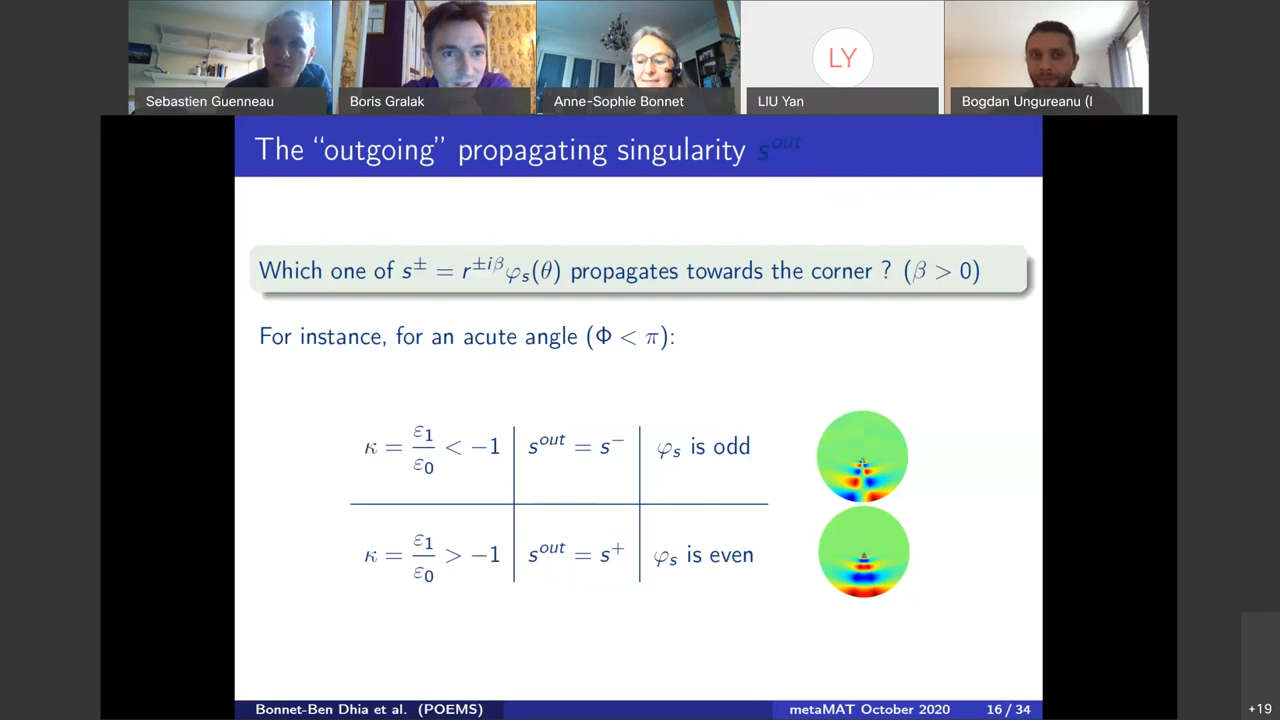 Sebastien Guenneau
Boris Gralak
Anne-Sophie Bonnet
LY
LIU Yan
Bogdan Ungureanu (I
The “outgoing” propagating singularity s^out
Which one of s^± = r^{±iβ}φ_s(θ) propagates towards the corner ? (β > 0)
For instance, for an acute angle (Φ < π):
κ = ε₁/ε₀ < −1 | s^out = s^− | φ_s is odd
κ = ε₁/ε₀ > −1 | s^out = s^+ | φ_s is even
Bonnet-Ben Dhia et al. (POEMS)
metaMAT October 2020
16 / 34
+19